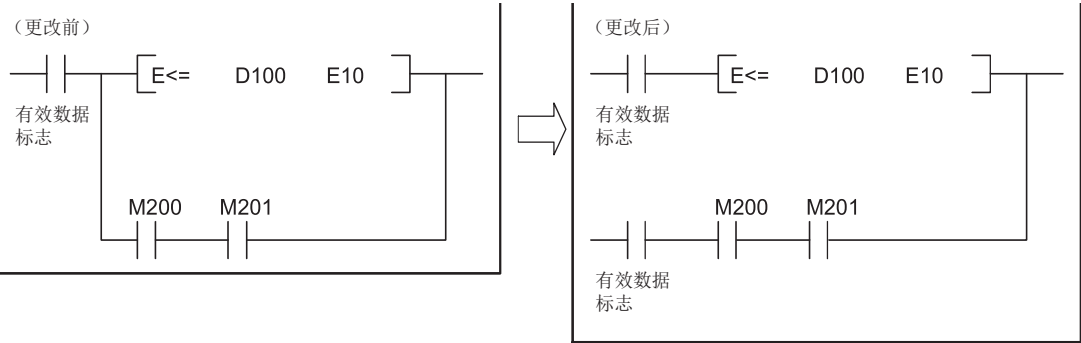 （更改前）
E<= D100 E10
有效数据
标志
M200 M201
（更改后）
E<= D100 E10
有效数据
标志
M200 M201
有效数据
标志